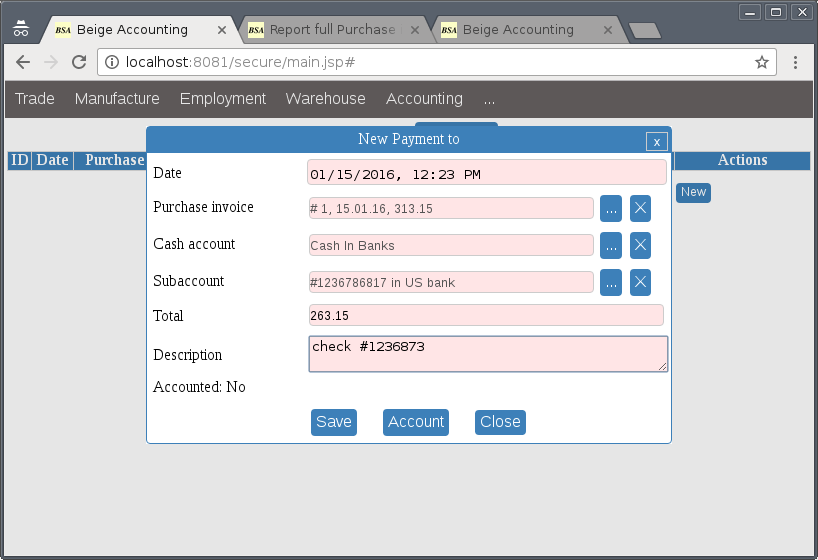 BSA Beige Accounting BSA Report full Purchase BSA Beige Accounting
localhost:8081/secure/main.jsp#
Trade Manufacture Employment Warehouse Accounting ...
New Payment to x
ID Date Purchase Actions
Date 01/15/2016, 12:23 PM
New
Purchase invoice # 1, 15.01.16, 313.15 ... X
Cash account Cash In Banks ... X
Subaccount #1236786817 in US bank ... X
Total 263.15
Description check #1236873
Accounted: No
Save Account Close